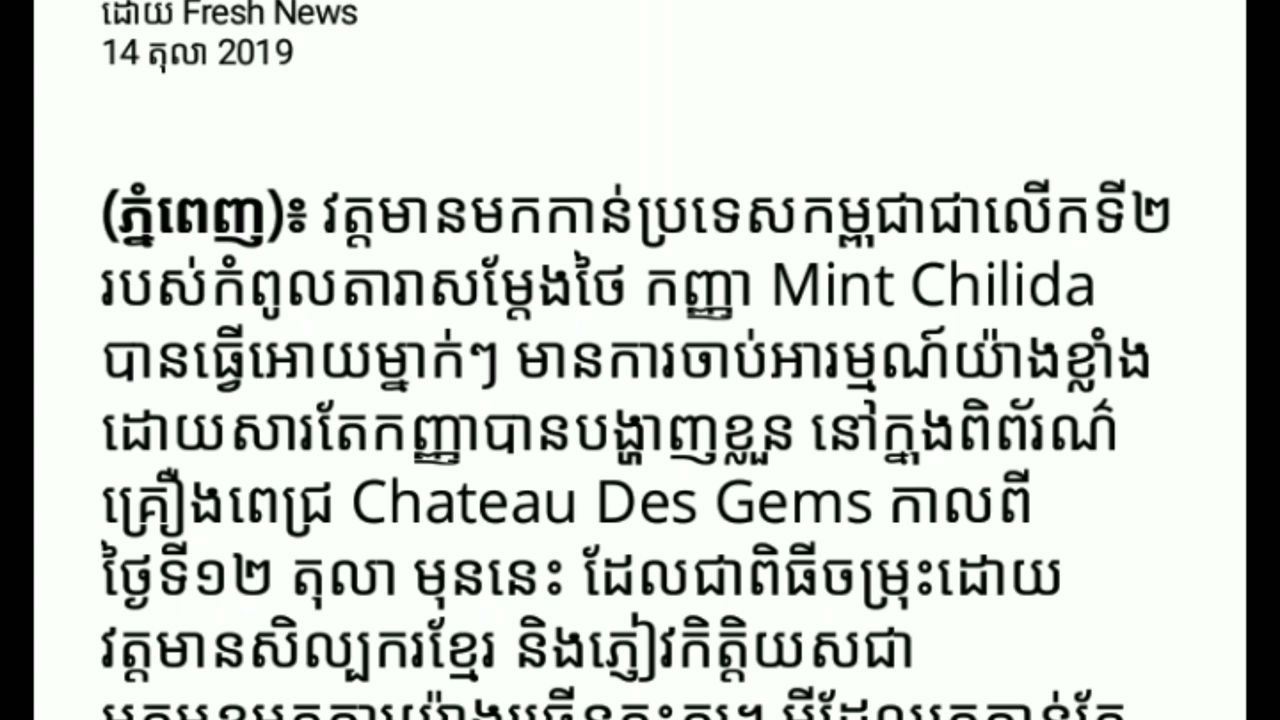 ដោយ Fresh News
14 តុលា 2019
(ភ្នំពេញ)៖ វត្តមានមកកាន់ប្រទេសកម្ពុជាជាលើកទី២
របស់កំពូលតារាសម្តែងថៃ កញ្ញា Mint Chilida
បានធ្វើអោយម្នាក់ៗ មានការចាប់អារម្មណ៍យ៉ាងខ្លាំង
ដោយសារតែកញ្ញាបានបង្ហាញខ្លួន នៅក្នុងពិព័រណ៌
គ្រឿងពេជ្រ Chateau Des Gems កាលពី
ថ្ងៃទី១២ តុលា មុននេះ ដែលជាពិធីចម្រុះដោយ
វត្តមានសិល្បករខ្មែរ និងភ្ញៀវកិត្តិយសជា